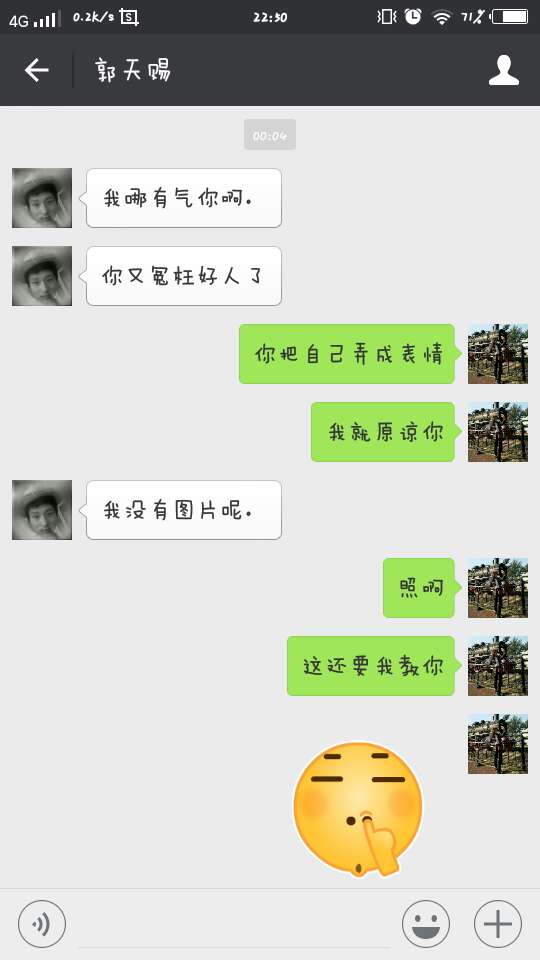 4G 0.2K/s 22:50 71%
郭天赐
00:04
我哪有气你啊.
你又冤枉好人了
你把自己弄成表情
我就原谅你
我没有图片呢.
照啊
这还要我教你